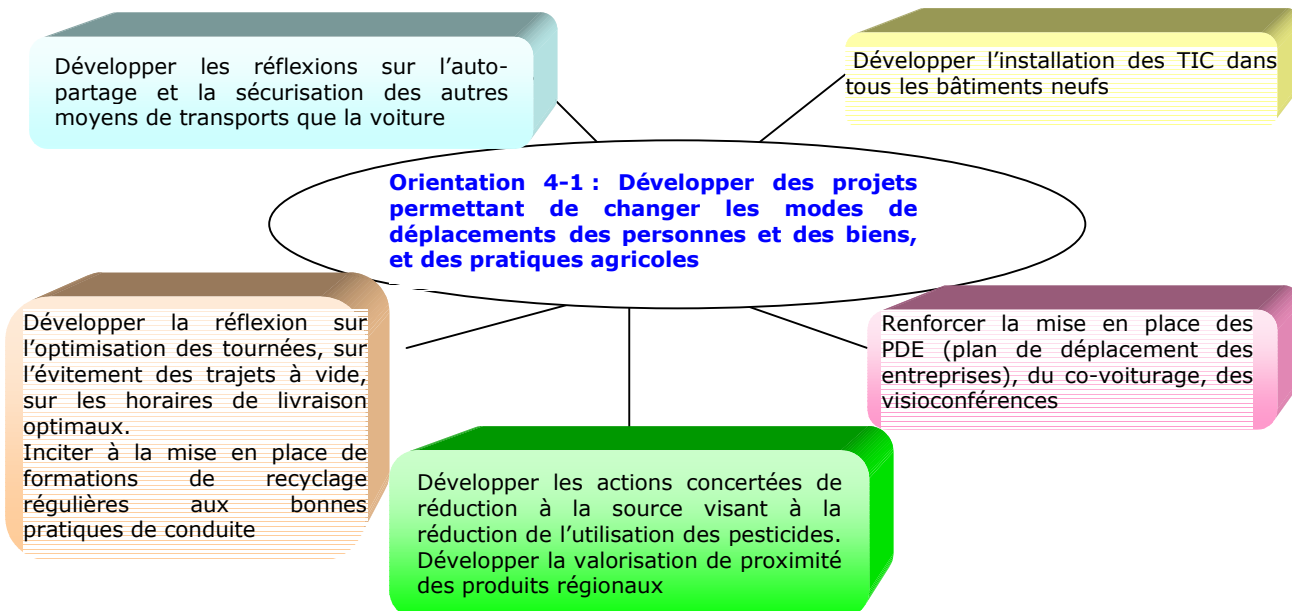 Développer les réflexions sur l'auto-
partage et la sécurisation des autres
moyens de transports que la voiture
Développer l'installation des TIC dans
tous les bâtiments neufs
Orientation 4-1 : Développer des projets
permettant de changer les modes de
déplacements des personnes et des biens,
et des pratiques agricoles
Développer la réflexion sur
l'optimisation des tournées, sur
l'évitement des trajets à vide,
sur les horaires de livraison
optimaux.
Inciter à la mise en place de
formations de recyclage
régulières aux bonnes
pratiques de conduite
Renforcer la mise en place des
PDE (plan de déplacement des
entreprises), du co-voiturage, des
visioconférences
Développer les actions concertées de
réduction à la source visant à la
réduction de l'utilisation des pesticides.
Développer la valorisation de proximité
des produits régionaux